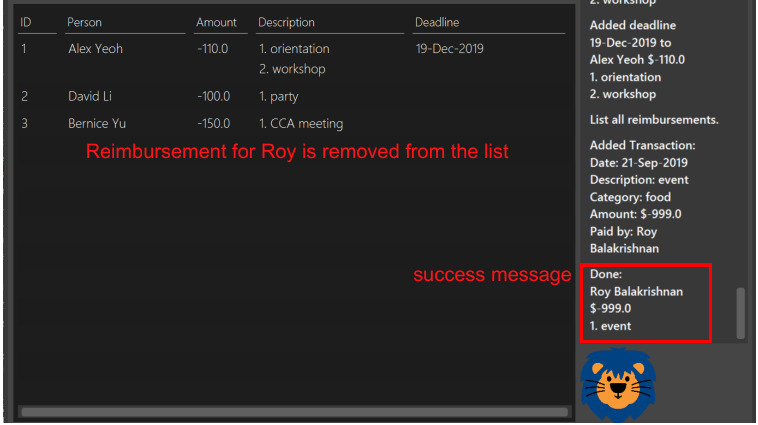 ID Person Amount Description Deadline
1 Alex Yeoh -110.0 1. orientation 19-Dec-2019
2. workshop
2 David Li -100.0 1. party
3 Bernice Yu -150.0 1. CCA meeting
Reimbursement for Roy is removed from the list
success message
2. workshop
Added deadline
19-Dec-2019 to
Alex Yeoh $-110.0
1. orientation
2. workshop
List all reimbursements.
Added Transaction:
Date: 21-Sep-2019
Description: event
Category: food
Amount: $-999.0
Paid by: Roy
Balakrishnan
Done:
Roy Balakrishnan
$-999.0
1. event